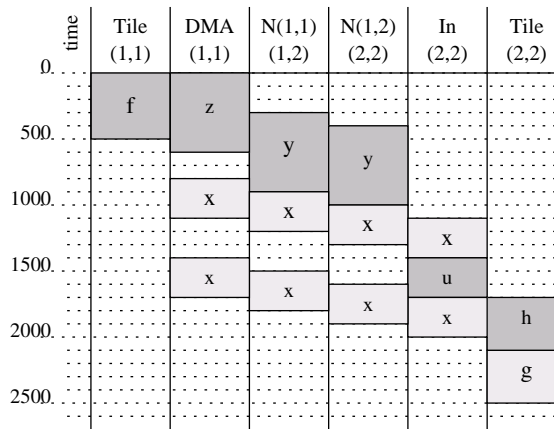 time
Tile DMA N(1,1) N(1,2) In Tile
(1,1) (1,1) (1,2) (2,2) (2,2) (2,2)
0
f z
500
y y
x
1000
x x
x
1500
x u
x x
x h
2000
g
2500